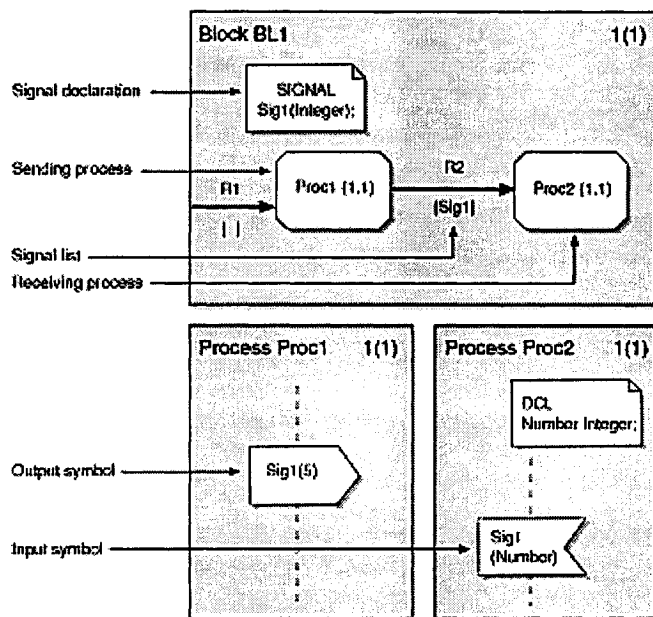 Block BL1 1(1)
Signal declaration
SIGNAL
Sig1(Integer);
Sending process
R1
Proc1 (1,1)
R2
Proc2 (1,1)
[ ]
[Sig1]
Signal list
Receiving process
Process Proc1 1(1)
Process Proc2 1(1)
DCL
Number Integer;
Output symbol
Sig1(5)
Input symbol
Sig1
(Number)